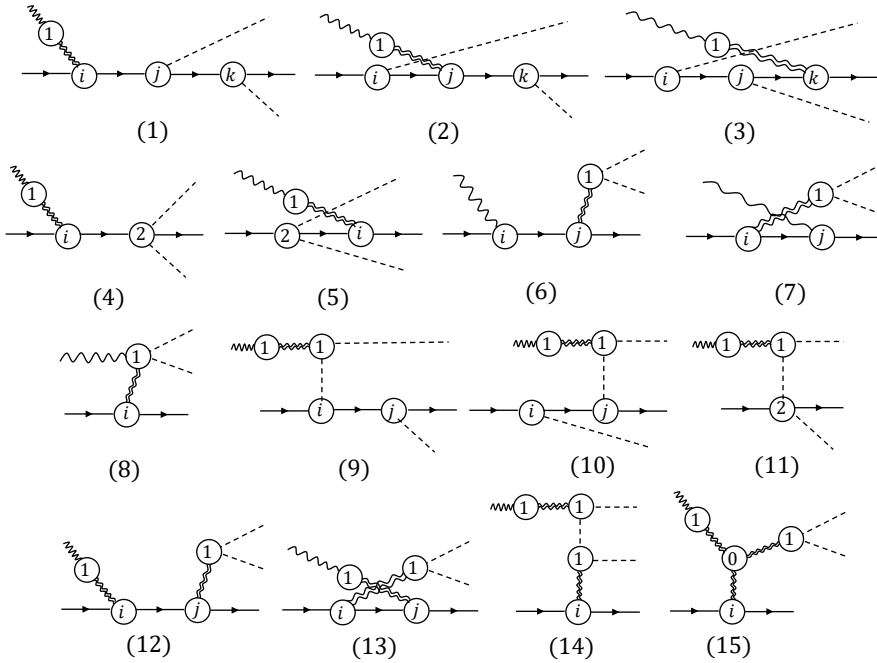 1 i j k
(1)
1 i j k
(2)
1 i j k
(3)
1 i 2
(4)
1 2 i
(5)
1 i j
(6)
1 i j
(7)
1 i
(8)
1 1 i j
(9)
1 1 i j
(10)
1 1 2
(11)
1 1 i j
(12)
1 1 i j
(13)
1 1 1 i
(14)
1 0 1 i
(15)